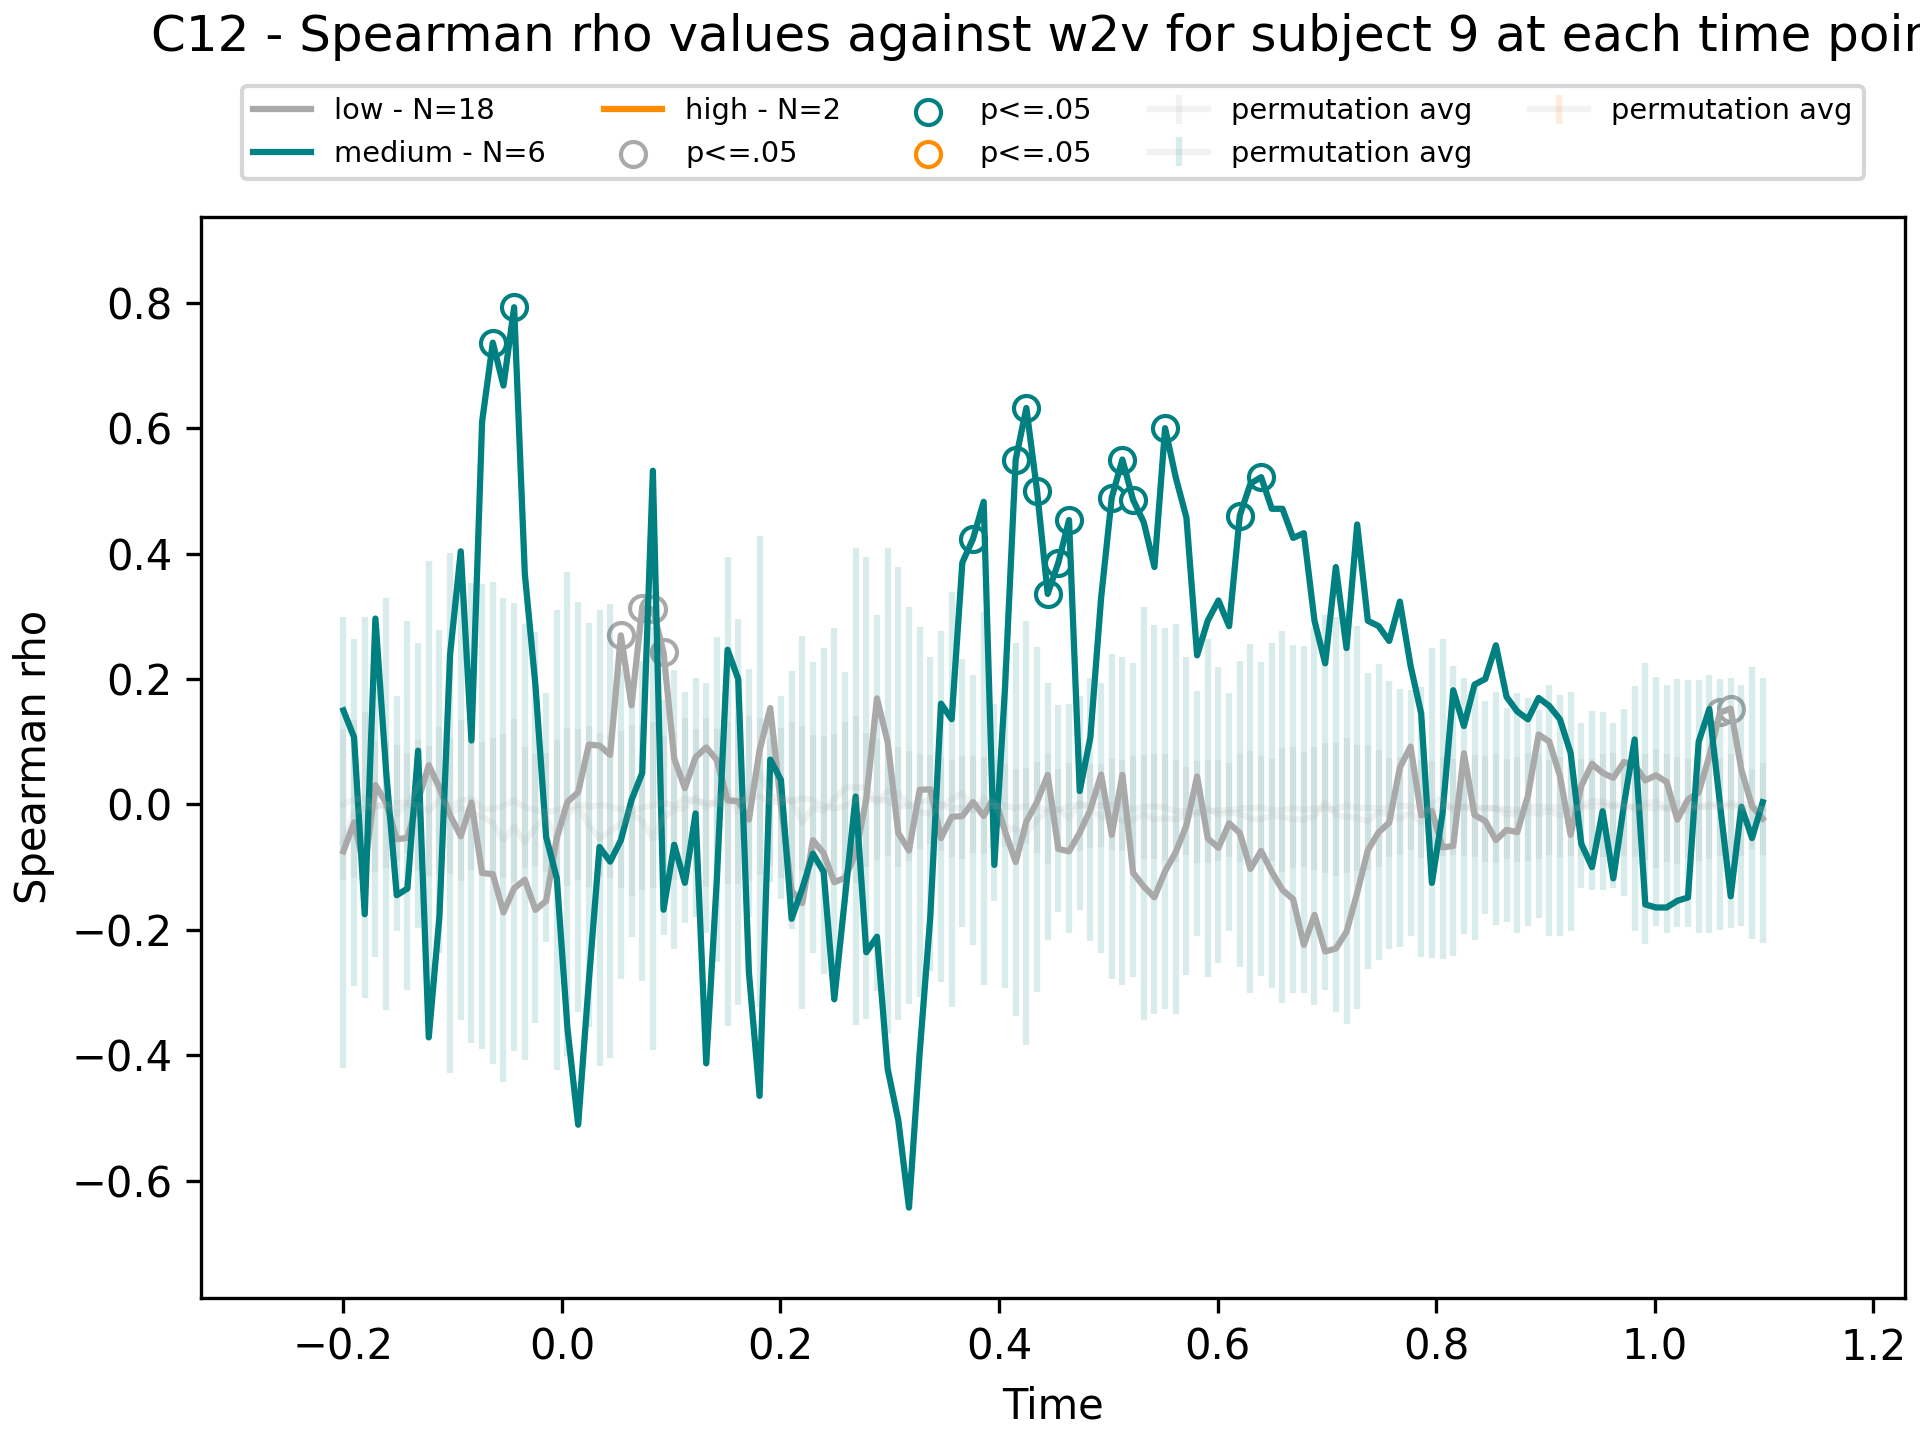 C12 - Spearman rho values against w2v for subject 9 at each time poin
low - N=18 high - N=2 p<=.05 permutation avg permutation avg
medium - N=6 p<=.05 p<=.05 permutation avg
0.8
0.6
0.4
0.2
0.0
−0.2
−0.4
−0.6
Spearman rho
−0.2 0.0 0.2 0.4 0.6 0.8 1.0 1.2
Time